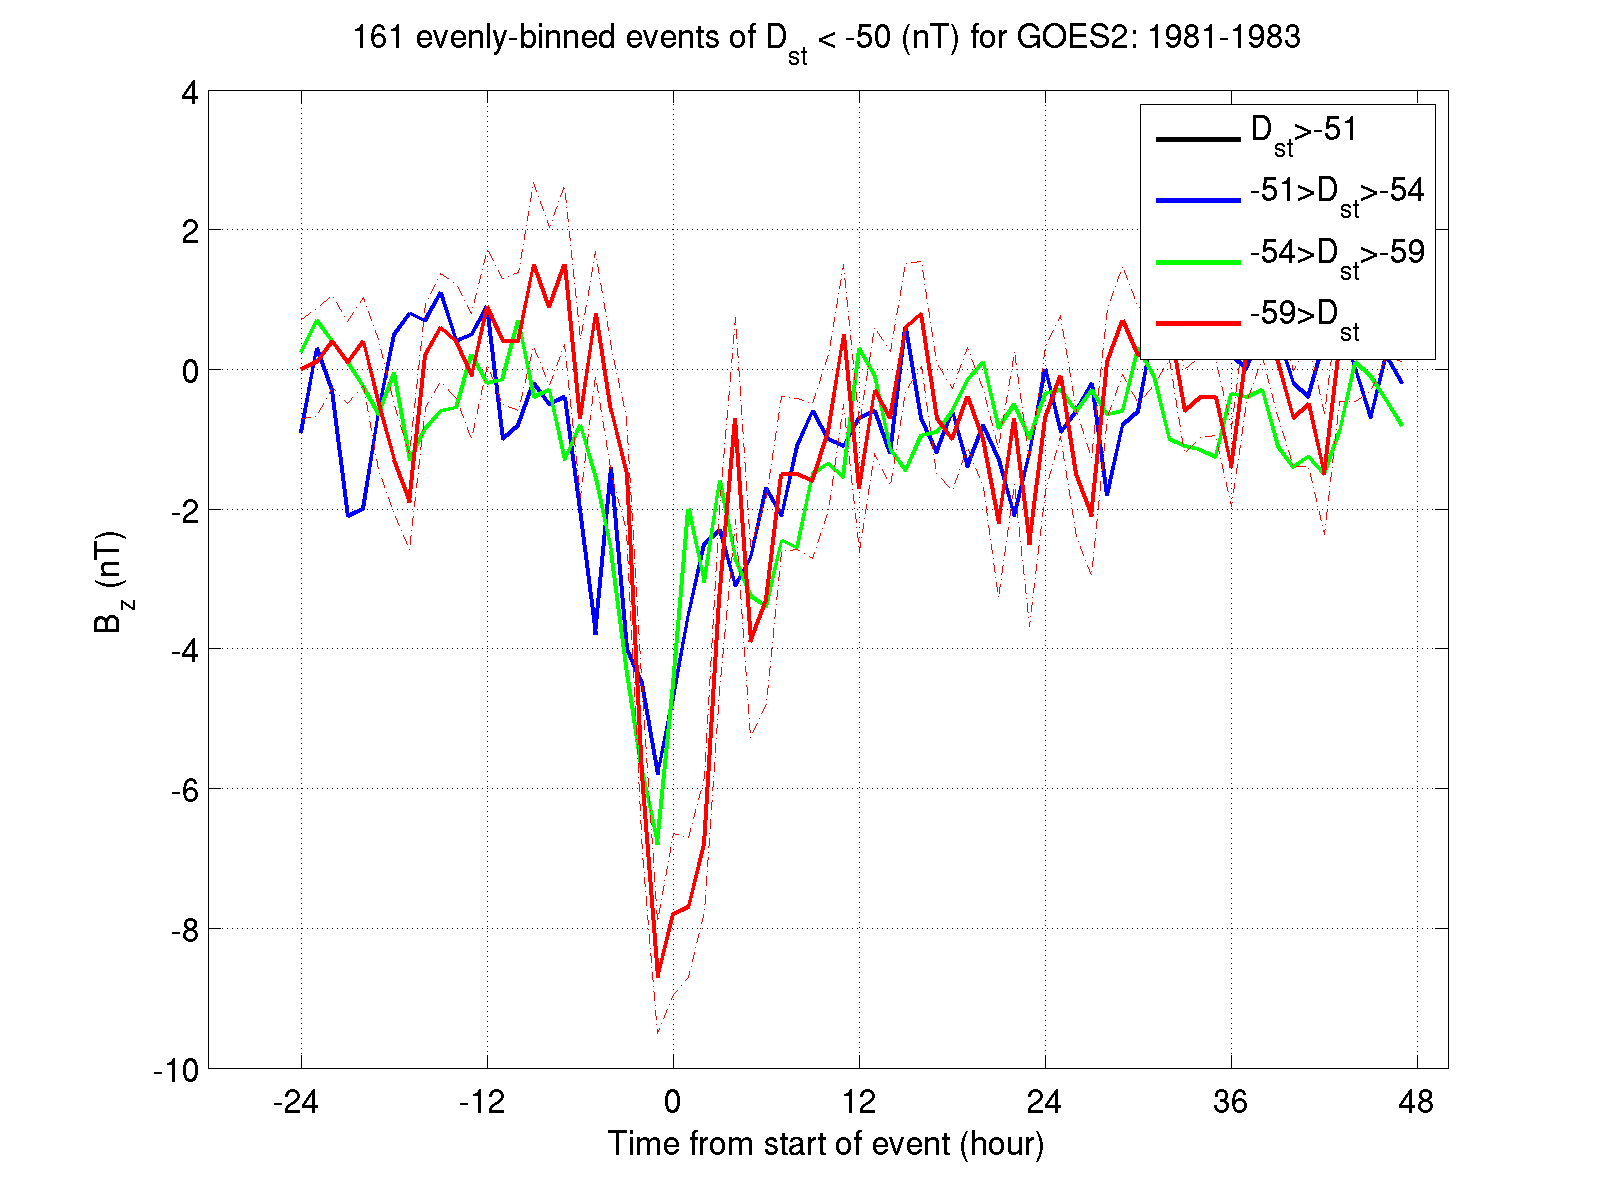 161 evenly-binned events of Dst < -50 (nT) for GOES2: 1981-1983
4
2
0
-2
-4
-6
-8
-10
Bz (nT)
Dst>-51
-51>Dst>-54
-54>Dst>-59
-59>Dst
-24 -12 0 12 24 36 48
Time from start of event (hour)